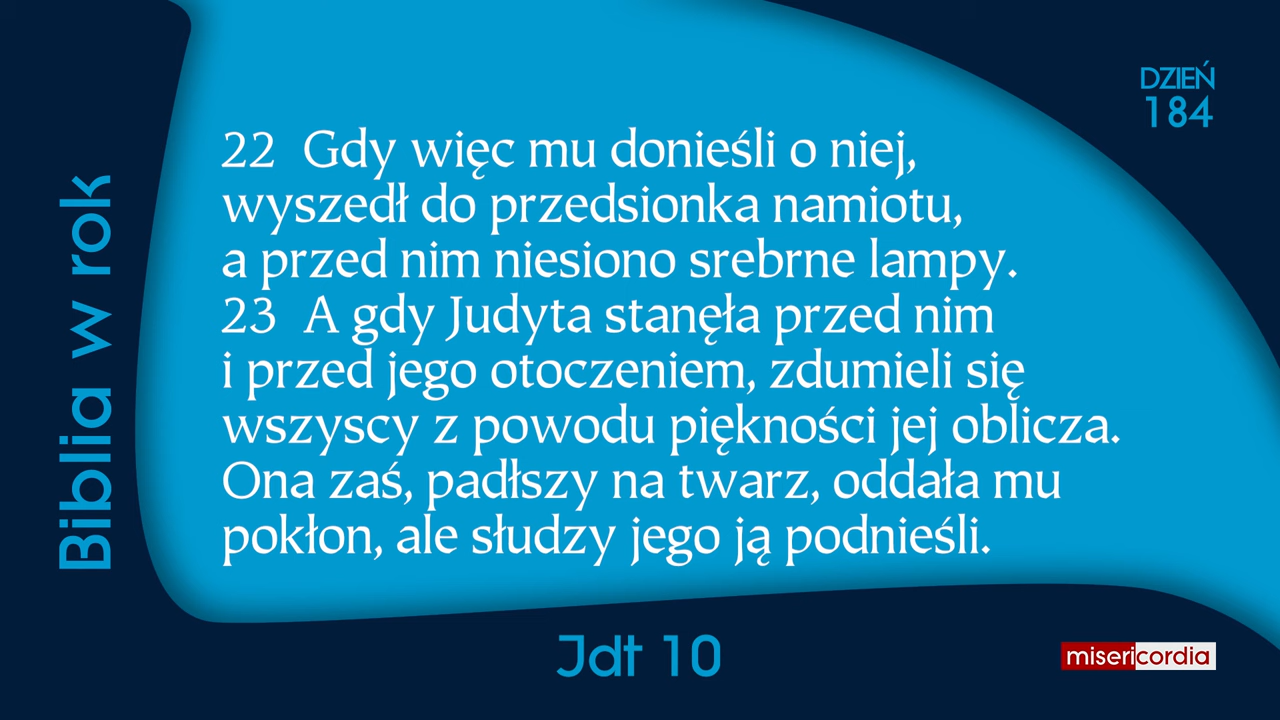 DZIEŃ
184
22 Gdy więc mu donieśli o niej,
wyszedł do przedsionka namiotu,
a przed nim niesiono srebrne lampy.
23 A gdy Judyta stanęła przed nim
i przed jego otoczeniem, zdumieli się
wszyscy z powodu piękności jej oblicza.
Ona zaś, padłszy na twarz, oddała mu
pokłon, ale słudzy jego ją podnieśli.
Biblia w rok
Jdt 10
misericordia